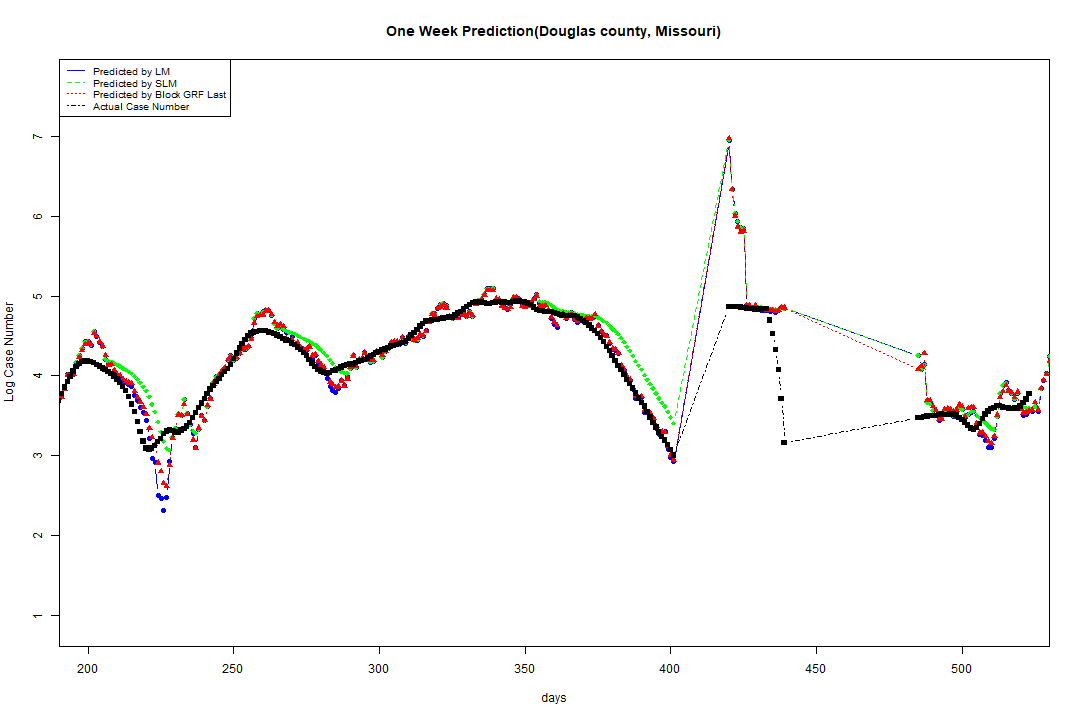 One Week Prediction(Douglas county, Missouri)
Predicted by LM
Predicted by SLM
Predicted by Block GRF Last
Actual Case Number
7
6
5
4
3
2
1
Log Case Number
200 250 300 350 400 450 500
days